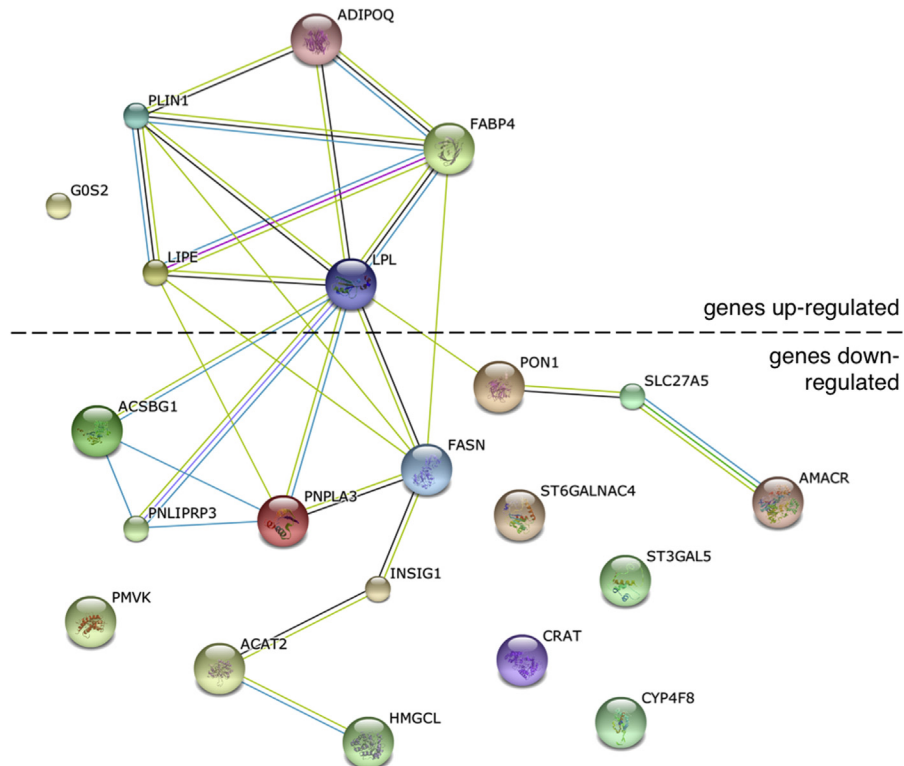 ADIPOQ
PLIN1
FABP4
G0S2
LIPE
LPL
genes up-regulated
genes down-
regulated
PON1
SLC27A5
ACSBG1
FASN
AMACR
PNPLA3
ST6GALNAC4
PNLIPRP3
ST3GAL5
INSIG1
PMVK
CRAT
ACAT2
CYP4F8
HMGCL